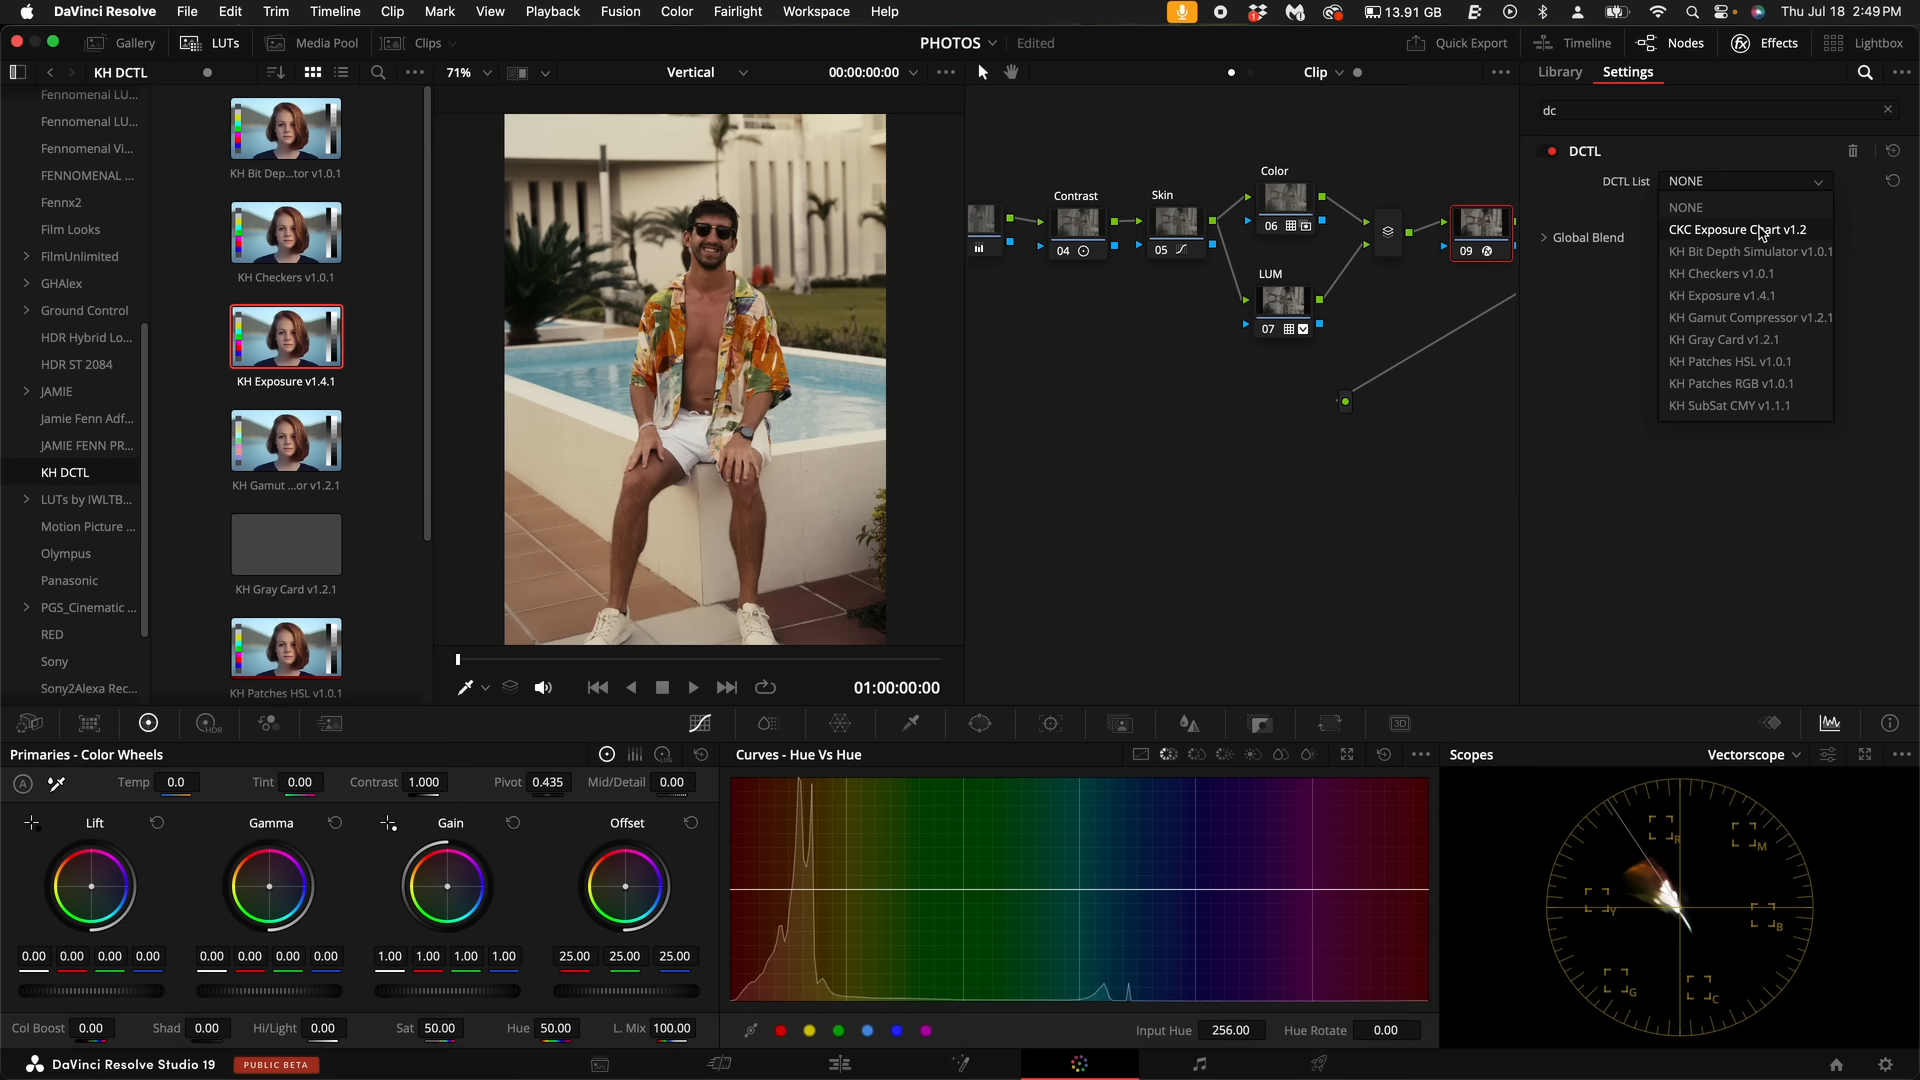 DaVinci Resolve File Edit Trim Timeline Clip Mark View Playback Fusion Color Fairlight Workspace Help 1 13.91 GB Thu Jul 18 2:49 PM
Gallery LUTs Media Pool Clips PHOTOS Edited Quick Export Timeline Nodes Effects Lightbox
KH DCTL 71% Vertical 00:00:00:00 Clip Library Settings
Fennomenal LU...
Fennomenal LU...
Fennomenal Vi...
FENNOMENAL ...
Fennx2
Film Looks
FilmUnlimited
GHAlex
Ground Control
HDR Hybrid Lo...
HDR ST 2084
JAMIE
Jamie Fenn Adf...
JAMIE FENN PR...
KH DCTL
LUTs by IWLTB...
Motion Picture ...
Olympus
Panasonic
PGS_Cinematic ...
RED
Sony
Sony2Alexa Rec...
KH Bit Dep...tor v1.0.1
KH Checkers v1.0.1
KH Exposure v1.4.1
KH Gamut ...or v1.2.1
KH Gray Card v1.2.1
KH Patches HSL v1.0.1
01:00:00:00
Contrast
04
Skin
05
Color
06
LUM
07
09
dc
DCTL
DCTL List NONE
Global Blend
NONE
CKC Exposure Chart v1.2
KH Bit Depth Simulator v1.0.1
KH Checkers v1.0.1
KH Exposure v1.4.1
KH Gamut Compressor v1.2.1
KH Gray Card v1.2.1
KH Patches HSL v1.0.1
KH Patches RGB v1.0.1
KH SubSat CMY v1.1.1
HDR
3D
Primaries - Color Wheels
LOG
A Temp 0.0 Tint 0.00 Contrast 1.000 Pivot 0.435 Mid/Detail 0.00
Lift Gamma Gain Offset
0.00 0.00 0.00 0.00 0.00 0.00 0.00 0.00 1.00 1.00 1.00 1.00 25.00 25.00 25.00
Col Boost 0.00 Shad 0.00 Hi/Light 0.00 Sat 50.00 Hue 50.00 L. Mix 100.00
Curves - Hue Vs Hue
Input Hue 256.00 Hue Rotate 0.00
Scopes Vectorscope
R
M
Y
B
G
C
DaVinci Resolve Studio 19 PUBLIC BETA